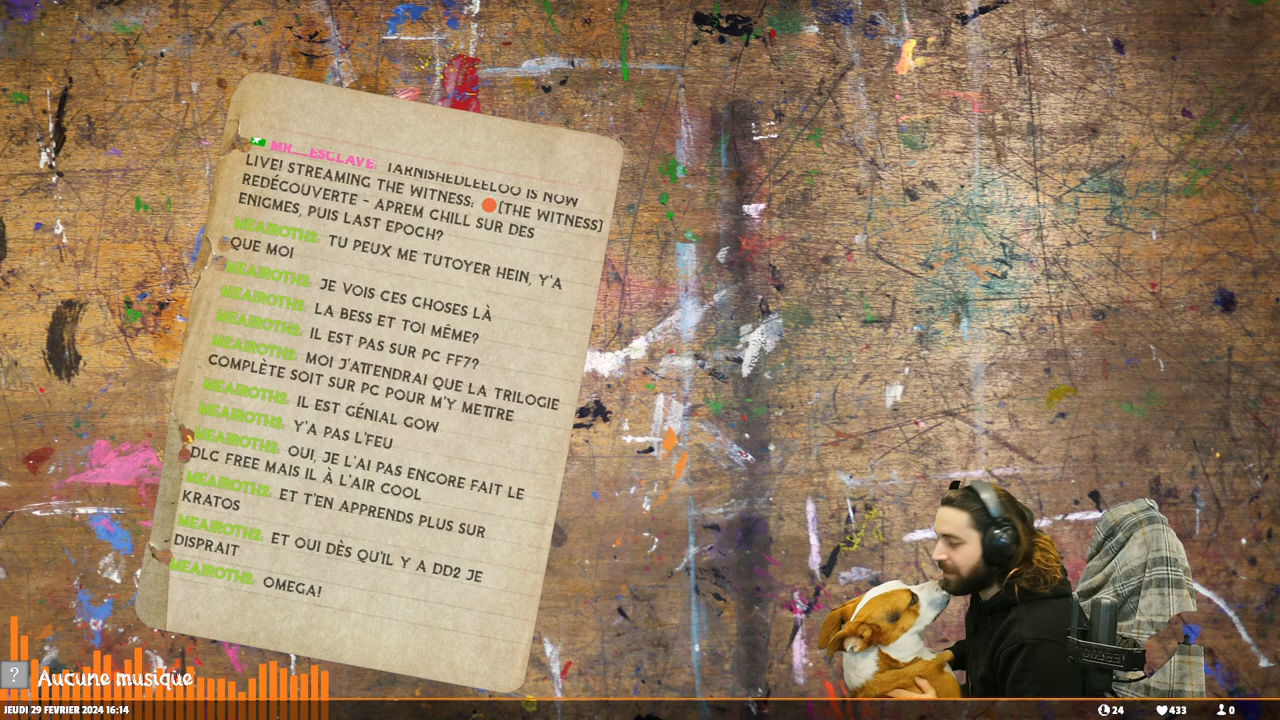 MR__ESCLAVE: TARNISHEDLEELOO IS NOW
LIVE! STREAMING THE WITNESS: [THE WITNESS]
REDÉCOUVERTE - APREM CHILL SUR DES
ENIGMES, PUIS LAST EPOCH?
MEAIROTHS: TU PEUX ME TUTOYER HEIN, Y'A
QUE MOI
MEAIROTHS: JE VOIS CES CHOSES LÀ
MEAIROTHS: LA BESS ET TOI MÊME?
MEAIROTHS: IL EST PAS SUR PC FF7?
MEAIROTHS: MOI J'ATTENDRAI QUE LA TRILOGIE
COMPLÈTE SOIT SUR PC POUR M'Y METTRE
MEAIROTHS: IL EST GÉNIAL GOW
MEAIROTHS: Y'A PAS L'FEU
MEAIROTHS: OUI, JE L'AI PAS ENCORE FAIT LE
DLC FREE MAIS IL À L'AIR COOL
MEAIROTHS: ET T'EN APPRENDS PLUS SUR
KRATOS
MEAIROTHS: ET OUI DÈS QU'IL Y A DD2 JE
DISPRAIT
MEAIROTHS: OMEGA!
? Aucune musique
JEUDI 29 FEVRIER 2024 16:14
24 433 0